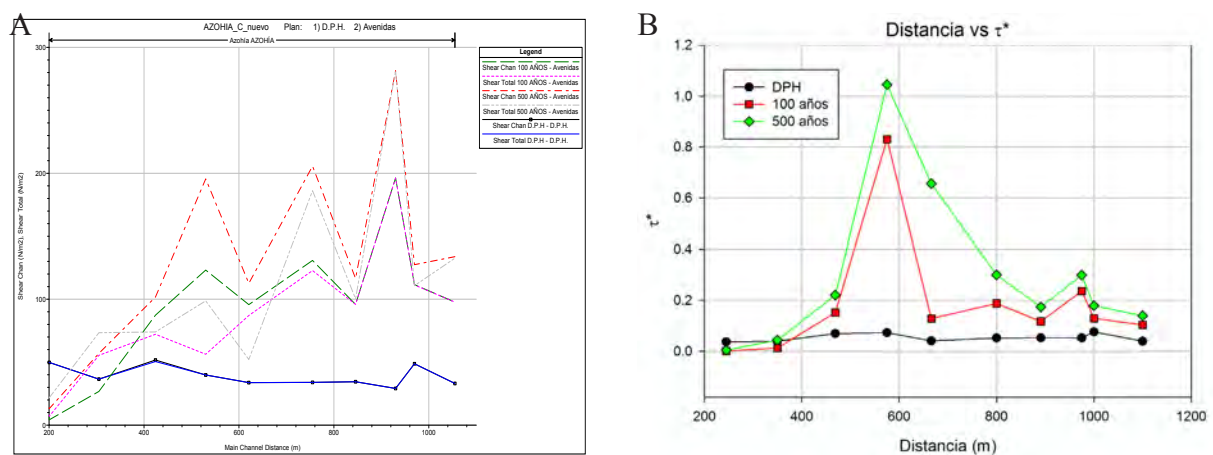 A
AZOHIA_C_nuevo Plan: 1) D.P.H. 2) Avenidas
Azohía AZOHÍA
Legend
Shear Chan 100 AÑOS - Avenidas
Shear Total 100 AÑOS - Avenidas
Shear Chan 500 AÑOS - Avenidas
Shear Total 500 AÑOS - Avenidas
Shear Chan D.P.H - D.P.H.
Shear Total D.P.H - D.P.H.
Shear Chan (N/m2), Shear Total (N/m2)
300
200
100
0
200 400 600 800 1000
Main Channel Distance (m)
B
Distancia vs τ*
DPH
100 años
500 años
τ*
1.2
1.0
0.8
0.6
0.4
0.2
0.0
200 400 600 800 1000 1200
Distancia (m)